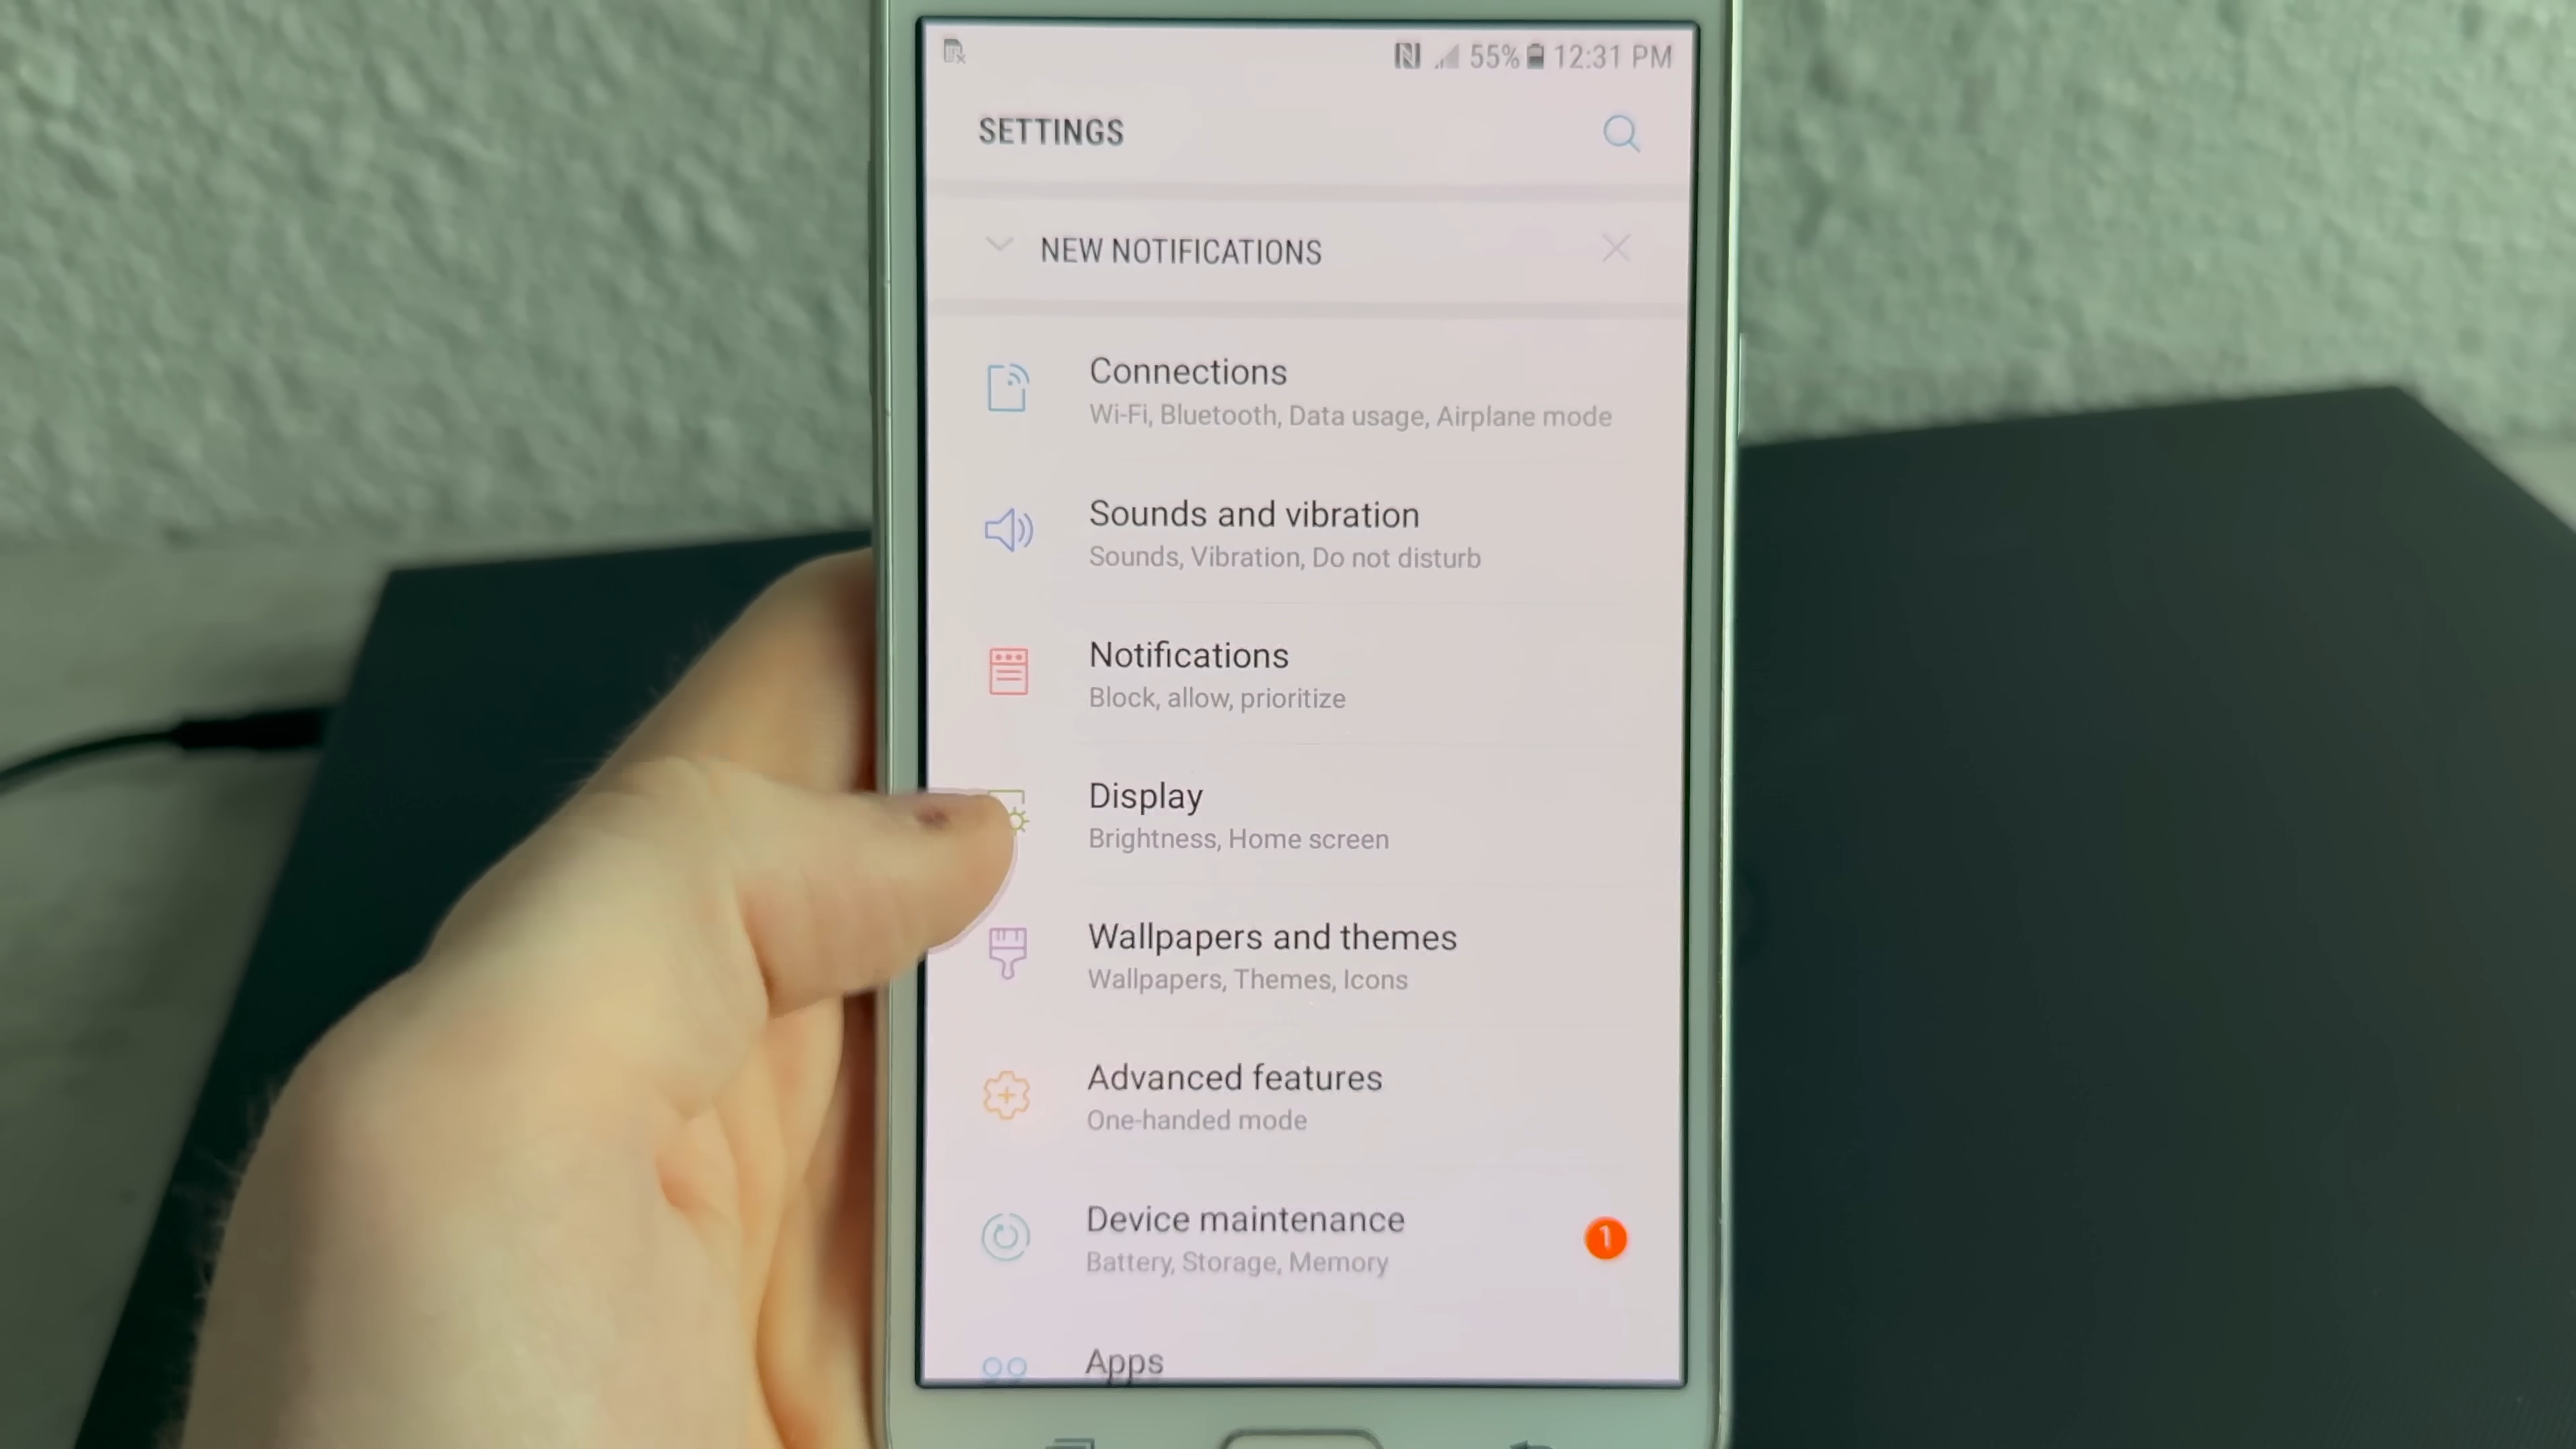 55% 12:31 PM
SETTINGS
NEW NOTIFICATIONS
Connections
Wi-Fi, Bluetooth, Data usage, Airplane mode
Sounds and vibration
Sounds, Vibration, Do not disturb
Notifications
Block, allow, prioritize
Display
Brightness, Home screen
Wallpapers and themes
Wallpapers, Themes, Icons
Advanced features
One-handed mode
Device maintenance
1
Battery, Storage, Memory
Apps